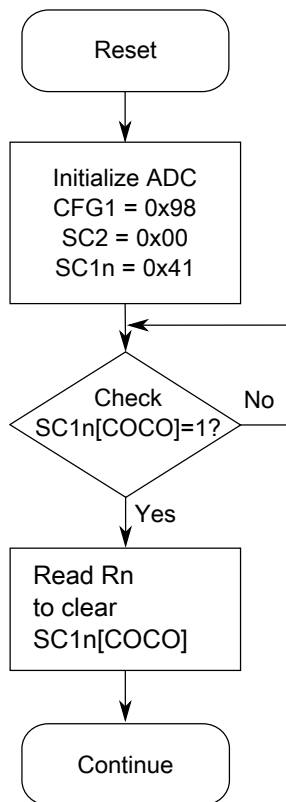 Reset
Initialize ADC
CFG1 = 0x98
SC2 = 0x00
SC1n = 0x41
Check
SC1n[COCO]=1?
No
Yes
Read Rn
to clear
SC1n[COCO]
Continue